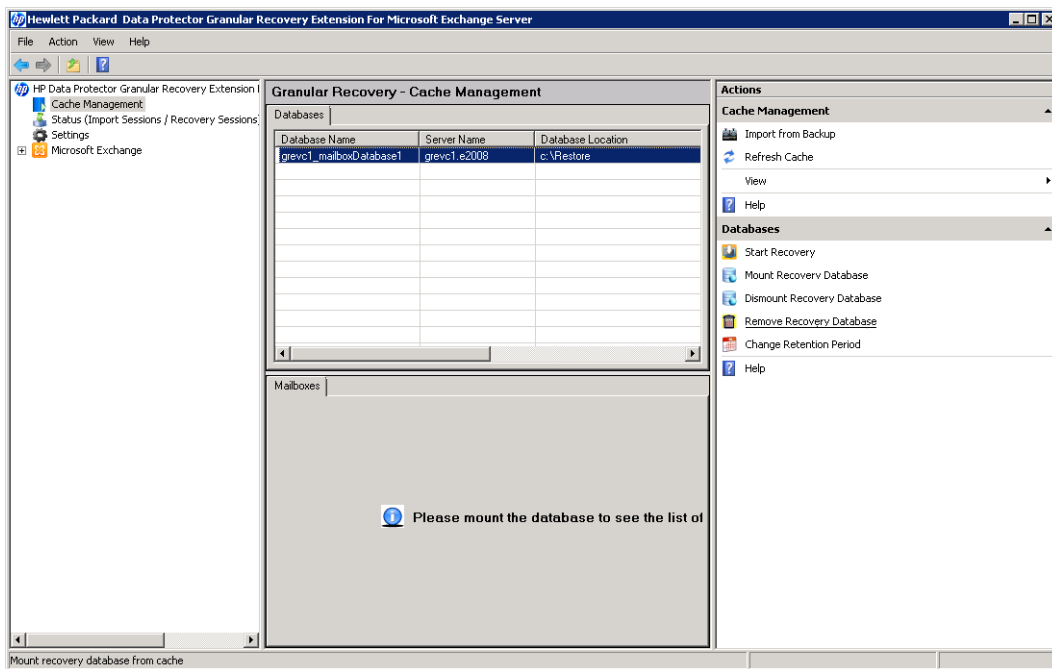 Hewlett Packard Data Protector Granular Recovery Extension For Microsoft Exchange Server
File Action View Help
HP Data Protector Granular Recovery Extension
Cache Management
Status (Import Sessions / Recovery Sessions)
Settings
Microsoft Exchange
Granular Recovery - Cache Management
Databases
Database Name Server Name Database Location
grevc1_mailboxDatabase1 grevc1.e2008 c:\Restore
Mailboxes
Please mount the database to see the list of
Actions
Cache Management
Import from Backup
Refresh Cache
View
Help
Databases
Start Recovery
Mount Recovery Database
Dismount Recovery Database
Remove Recovery Database
Change Retention Period
Help
Mount recovery database from cache